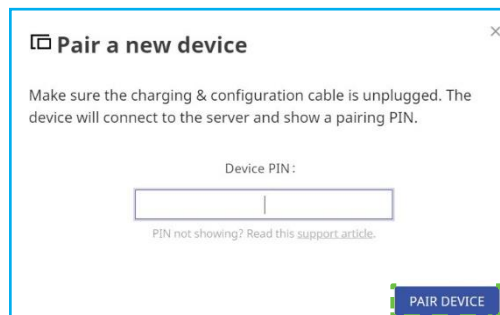 Pair a new device
Make sure the charging & configuration cable is unplugged. The
device will connect to the server and show a pairing PIN.
Device PIN:
PIN not showing? Read this support article.
PAIR DEVICE